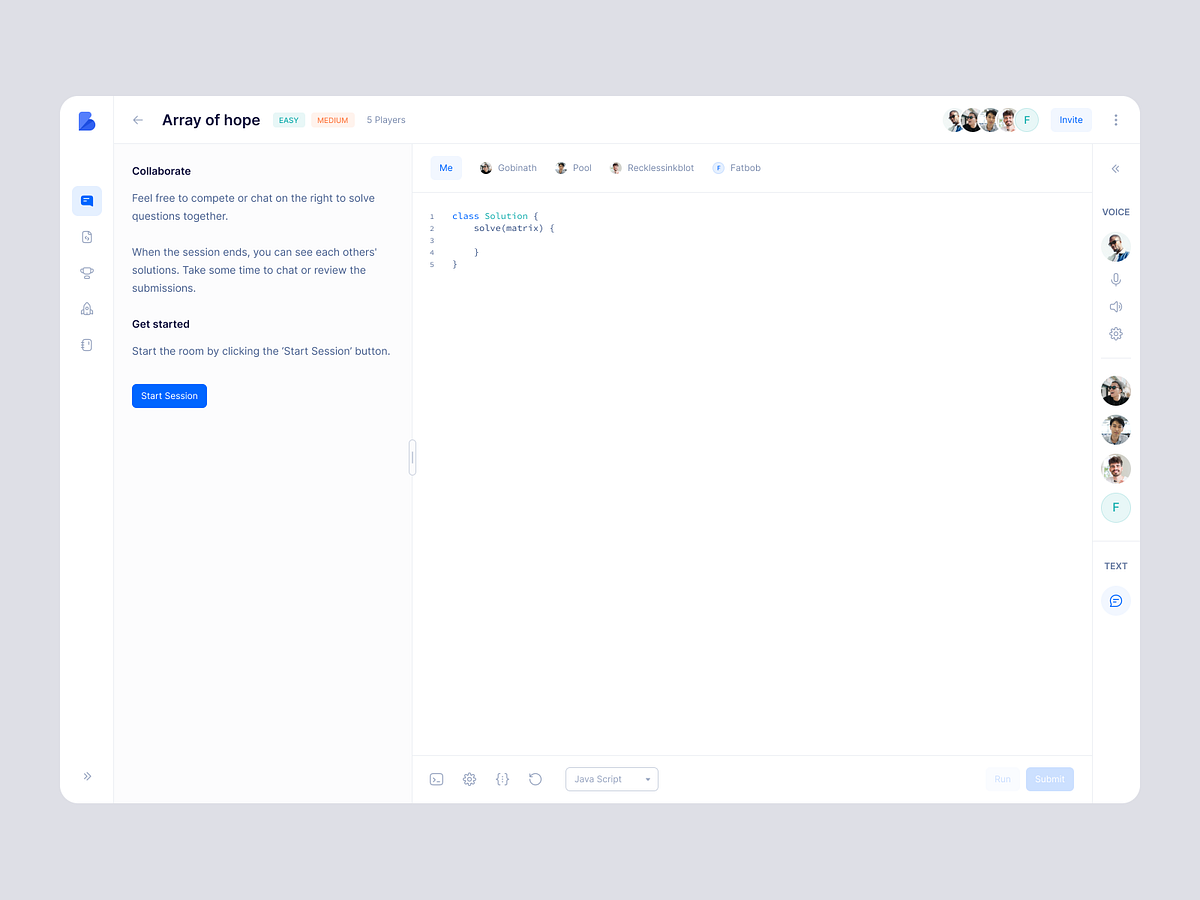 Array of hope EASY MEDIUM 5 Players F Invite
Collaborate
Feel free to compete or chat on the right to solve
questions together.
When the session ends, you can see each others'
solutions. Take some time to chat or review the
submissions.
Get started
Start the room by clicking the ‘Start Session’ button.
Start Session
Me Gobinath Pool Recklessinkblot F Fatbob
1 class Solution {
2 solve(matrix) {
3
4 }
5 }
Java Script Run Submit
VOICE
F
TEXT